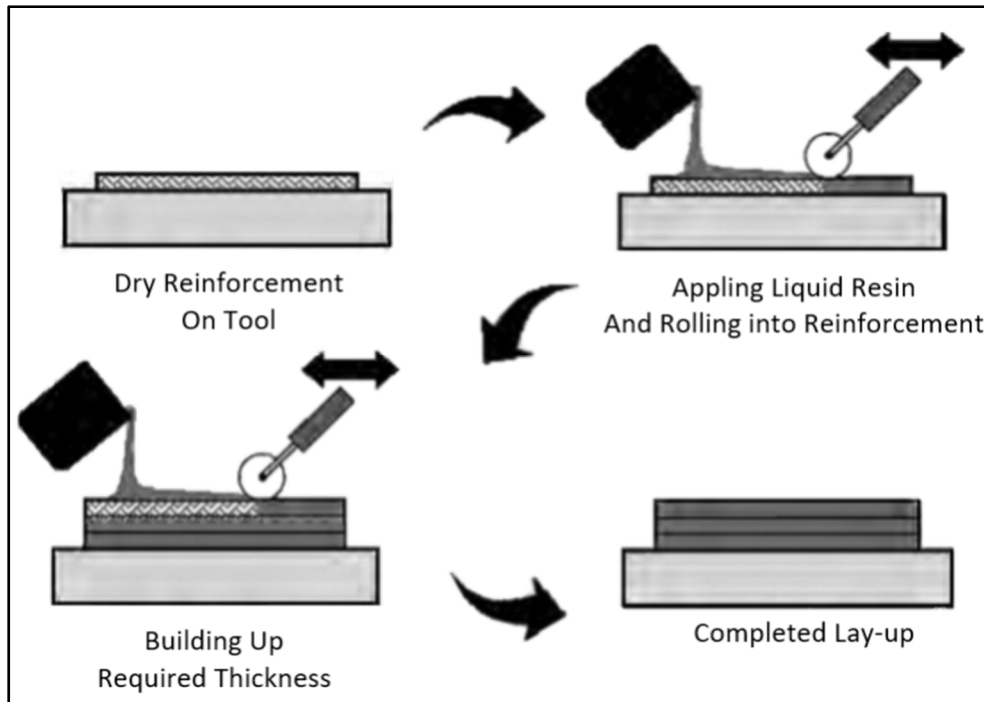 Dry Reinforcement
On Tool
Appling Liquid Resin
And Rolling into Reinforcement
Building Up
Required Thickness
Completed Lay-up